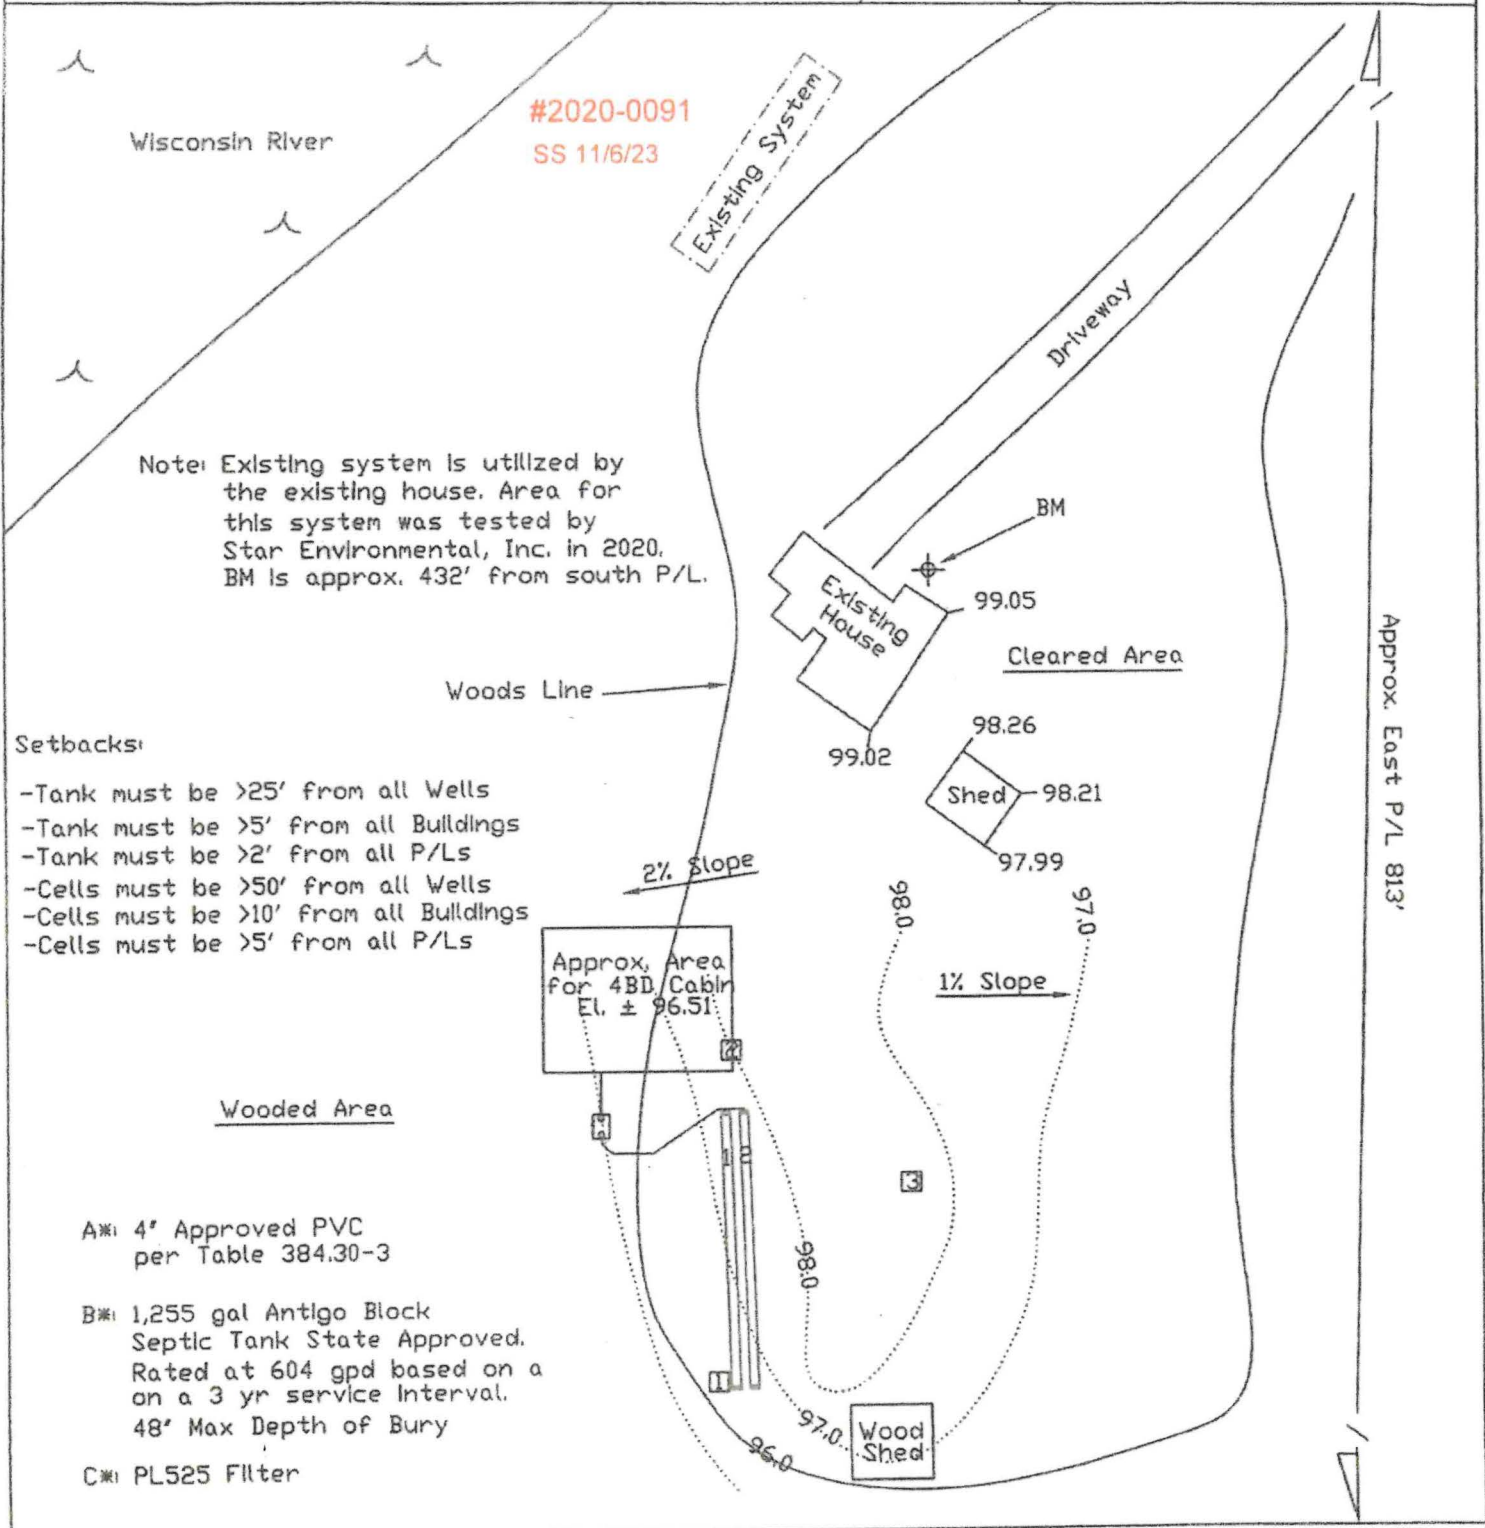 #2020-0091
SS 11/6/23
Wisconsin River
Existing System
Driveway
Note: Existing system is utilized by
the existing house. Area for
this system was tested by
Star Environmental, Inc. in 2020.
BM is approx. 432' from south P/L.
BM
Existing
House
99.05
Cleared Area
Woods Line
99.02
98.26
Shed
98.21
97.99
Approx. East P/L 813'
Setbacks:
-Tank must be >25' from all Wells
-Tank must be >5' from all Buildings
-Tank must be >2' from all P/Ls
-Cells must be >50' from all Wells
-Cells must be >10' from all Buildings
-Cells must be >5' from all P/Ls
2% Slope
98.0
97.0
1% Slope
Approx. Area
for 4BD Cabin
El. ± 96.51
2
Wooded Area
1
2
3
A*: 4" Approved PVC
per Table 384.30-3
98.0
B*: 1,255 gal Antigo Block
Septic Tank State Approved.
Rated at 604 gpd based on a
on a 3 yr service interval.
48" Max Depth of Bury
1
97.0
96.0
Wood
Shed
C*: PL525 Filter